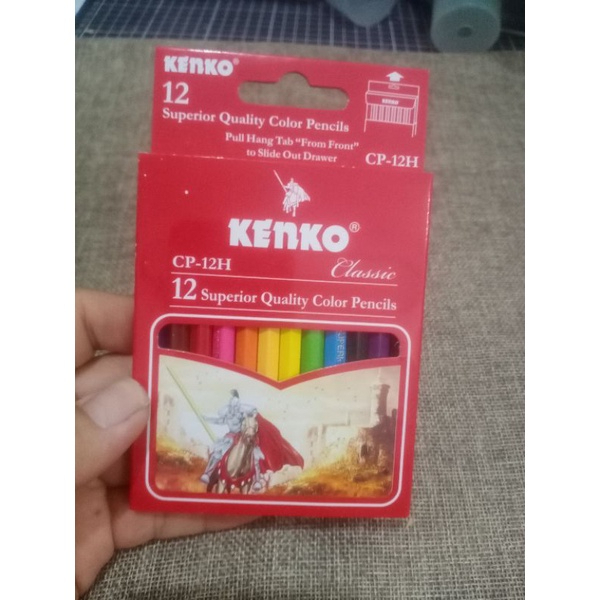 KENKO®
12
Superior Quality Color Pencils
Pull Hang Tab "From Front"
to Slide Out Drawer
CP-12H
KENKO®
CP-12H
Classic
12 Superior Quality Color Pencils